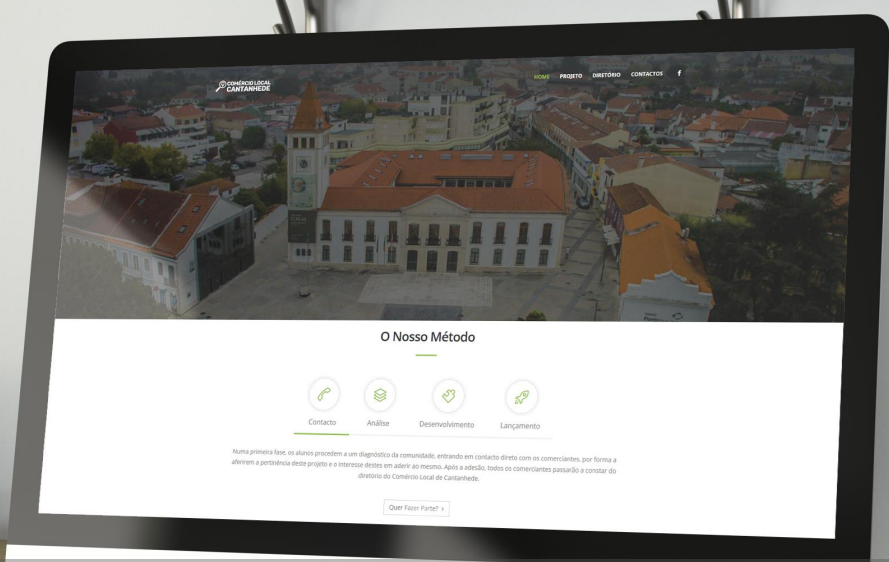 COMÉRCIO LOCAL
CANTANHEDE
HOME PROJETO DIRETÓRIO CONTACTOS f
O Nosso Método
Contacto Análise Desenvolvimento Lançamento
Numa primeira fase, os alunos procedem a um diagnóstico da comunidade, entrando em contacto direto com os comerciantes, por forma a
aferirem a pertinência deste projeto e o interesse destes em aderir ao mesmo. Após a adesão, todos os comerciantes passarão a constar do
diretório do Comércio Local de Cantanhede.
Quer Fazer Parte? ›